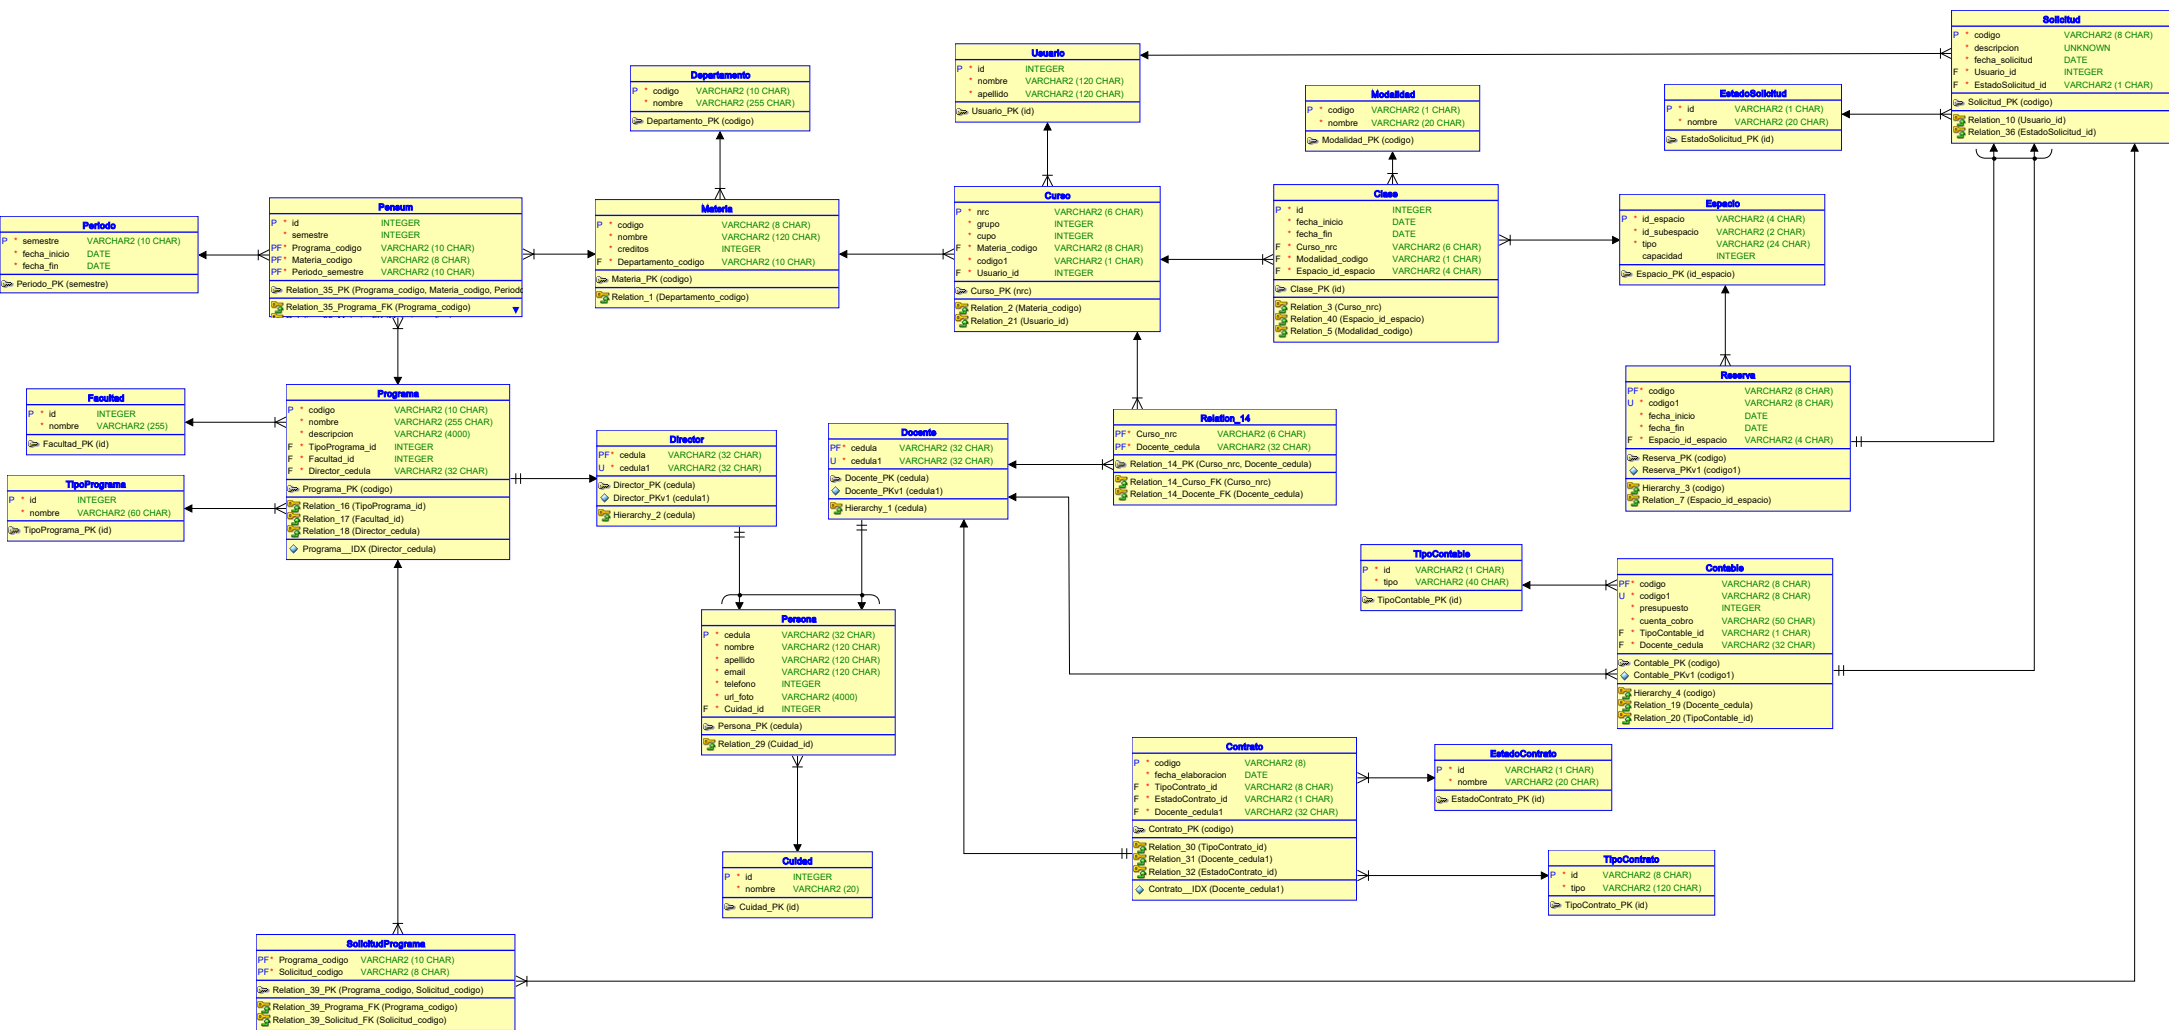 Solicitud
P * codigo VARCHAR2 (8 CHAR)
* descripcion UNKNOWN
* fecha_solicitud DATE
F * Usuario_id INTEGER
F * EstadoSolicitud_id VARCHAR2 (1 CHAR)
Solicitud_PK (codigo)
Relation_10 (Usuario_id)
Relation_36 (EstadoSolicitud_id)
Usuario
P * id INTEGER
* nombre VARCHAR2 (120 CHAR)
* apellido VARCHAR2 (120 CHAR)
Usuario_PK (id)
Departamento
P * codigo VARCHAR2 (10 CHAR)
* nombre VARCHAR2 (255 CHAR)
Departamento_PK (codigo)
Modalidad
P * codigo VARCHAR2 (1 CHAR)
* nombre VARCHAR2 (20 CHAR)
Modalidad_PK (codigo)
EstadoSolicitud
P * id VARCHAR2 (1 CHAR)
* nombre VARCHAR2 (20 CHAR)
EstadoSolicitud_PK (id)
Periodo
P * semestre VARCHAR2 (10 CHAR)
* fecha_inicio DATE
* fecha_fin DATE
Periodo_PK (semestre)
Pensum
P * id INTEGER
* semestre INTEGER
PF* Programa_codigo VARCHAR2 (10 CHAR)
PF* Materia_codigo VARCHAR2 (8 CHAR)
PF* Periodo_semestre VARCHAR2 (10 CHAR)
Relation_35_PK (Programa_codigo, Materia_codigo, Periodo
Relation_35_Programa_FK (Programa_codigo)
Materia
P * codigo VARCHAR2 (8 CHAR)
* nombre VARCHAR2 (120 CHAR)
* creditos INTEGER
F * Departamento_codigo VARCHAR2 (10 CHAR)
Materia_PK (codigo)
Relation_1 (Departamento_codigo)
Curso
P * nrc VARCHAR2 (6 CHAR)
* grupo INTEGER
* cupo INTEGER
F * Materia_codigo VARCHAR2 (8 CHAR)
* codigo1 VARCHAR2 (1 CHAR)
F * Usuario_id INTEGER
Curso_PK (nrc)
Relation_2 (Materia_codigo)
Relation_21 (Usuario_id)
Clase
P * id INTEGER
* fecha_inicio DATE
* fecha_fin DATE
F * Curso_nrc VARCHAR2 (6 CHAR)
F * Modalidad_codigo VARCHAR2 (1 CHAR)
F * Espacio_id_espacio VARCHAR2 (4 CHAR)
Clase_PK (id)
Relation_3 (Curso_nrc)
Relation_40 (Espacio_id_espacio)
Relation_5 (Modalidad_codigo)
Espacio
P * id_espacio VARCHAR2 (4 CHAR)
* id_subespacio VARCHAR2 (2 CHAR)
* tipo VARCHAR2 (24 CHAR)
capacidad INTEGER
Espacio_PK (id_espacio)
Facultad
P * id INTEGER
* nombre VARCHAR2 (255)
Facultad_PK (id)
TipoPrograma
P * id INTEGER
* nombre VARCHAR2 (60 CHAR)
TipoPrograma_PK (id)
Programa
P * codigo VARCHAR2 (10 CHAR)
* nombre VARCHAR2 (255 CHAR)
* descripcion VARCHAR2 (4000)
F * TipoPrograma_id INTEGER
F * Facultad_id INTEGER
F * Director_cedula VARCHAR2 (32 CHAR)
Programa_PK (codigo)
Relation_16 (TipoPrograma_id)
Relation_17 (Facultad_id)
Relation_18 (Director_cedula)
Programa__IDX (Director_cedula)
Director
PF* cedula VARCHAR2 (32 CHAR)
U * cedula1 VARCHAR2 (32 CHAR)
Director_PK (cedula)
Director_PKv1 (cedula1)
Hierarchy_2 (cedula)
Docente
PF* cedula VARCHAR2 (32 CHAR)
U * cedula1 VARCHAR2 (32 CHAR)
Docente_PK (cedula)
Docente_PKv1 (cedula1)
Hierarchy_1 (cedula)
Relation_14
PF* Curso_nrc VARCHAR2 (6 CHAR)
PF* Docente_cedula VARCHAR2 (32 CHAR)
Relation_14_PK (Curso_nrc, Docente_cedula)
Relation_14_Curso_FK (Curso_nrc)
Relation_14_Docente_FK (Docente_cedula)
Reserva
PF* codigo VARCHAR2 (8 CHAR)
U * codigo1 VARCHAR2 (8 CHAR)
* fecha_inicio DATE
* fecha_fin DATE
F * Espacio_id_espacio VARCHAR2 (4 CHAR)
Reserva_PK (codigo)
Reserva_PKv1 (codigo1)
Hierarchy_3 (codigo)
Relation_7 (Espacio_id_espacio)
TipoContable
P * id VARCHAR2 (1 CHAR)
* tipo VARCHAR2 (40 CHAR)
TipoContable_PK (id)
Contable
PF* codigo VARCHAR2 (8 CHAR)
U * codigo1 VARCHAR2 (8 CHAR)
* presupuesto INTEGER
* cuenta_cobro VARCHAR2 (50 CHAR)
F * TipoContable_id VARCHAR2 (1 CHAR)
F * Docente_cedula VARCHAR2 (32 CHAR)
Contable_PK (codigo)
Contable_PKv1 (codigo1)
Hierarchy_4 (codigo)
Relation_19 (Docente_cedula)
Relation_20 (TipoContable_id)
Persona
P * cedula VARCHAR2 (32 CHAR)
* nombre VARCHAR2 (120 CHAR)
* apellido VARCHAR2 (120 CHAR)
* email VARCHAR2 (120 CHAR)
* telefono INTEGER
* url_foto VARCHAR2 (4000)
F * Cuidad_id INTEGER
Persona_PK (cedula)
Relation_29 (Cuidad_id)
Contrato
P * codigo VARCHAR2 (8)
* fecha_elaboracion DATE
F * TipoContrato_id VARCHAR2 (8 CHAR)
F * EstadoContrato_id VARCHAR2 (1 CHAR)
F * Docente_cedula1 VARCHAR2 (32 CHAR)
Contrato_PK (codigo)
Relation_30 (TipoContrato_id)
Relation_31 (Docente_cedula1)
Relation_32 (EstadoContrato_id)
Contrato__IDX (Docente_cedula1)
EstadoContrato
P * id VARCHAR2 (1 CHAR)
* nombre VARCHAR2 (20 CHAR)
EstadoContrato_PK (id)
TipoContrato
P * id VARCHAR2 (8 CHAR)
* tipo VARCHAR2 (120 CHAR)
TipoContrato_PK (id)
Cuidad
P * id INTEGER
* nombre VARCHAR2 (20)
Cuidad_PK (id)
SolicitudPrograma
PF* Programa_codigo VARCHAR2 (10 CHAR)
PF* Solicitud_codigo VARCHAR2 (8 CHAR)
Relation_39_PK (Programa_codigo, Solicitud_codigo)
Relation_39_Programa_FK (Programa_codigo)
Relation_39_Solicitud_FK (Solicitud_codigo)